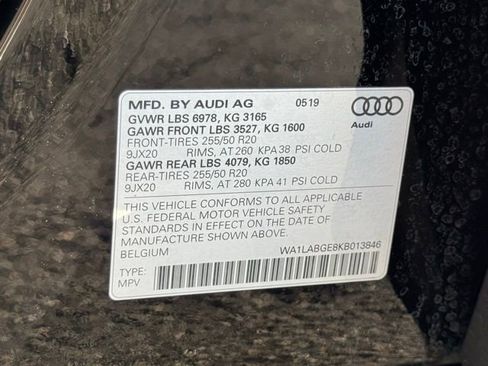 MFD. BY AUDI AG 0519
GVWR LBS 6978, KG 3165
GAWR FRONT LBS 3527, KG 1600
FRONT-TIRES 255/50 R20
9JX20 RIMS, AT 260 KPA 38 PSI COLD
GAWR REAR LBS 4079, KG 1850
REAR-TIRES 255/50 R20
9JX20 RIMS, AT 280 KPA 41 PSI COLD
Audi
THIS VEHICLE CONFORMS TO ALL APPLICABLE
U.S. FEDERAL MOTOR VEHICLE SAFETY
STANDARDS IN EFFECT ON THE DATE OF
MANUFACTURE SHOWN ABOVE.
BELGIUM WA1LABGE8KB013846
TYPE:
MPV